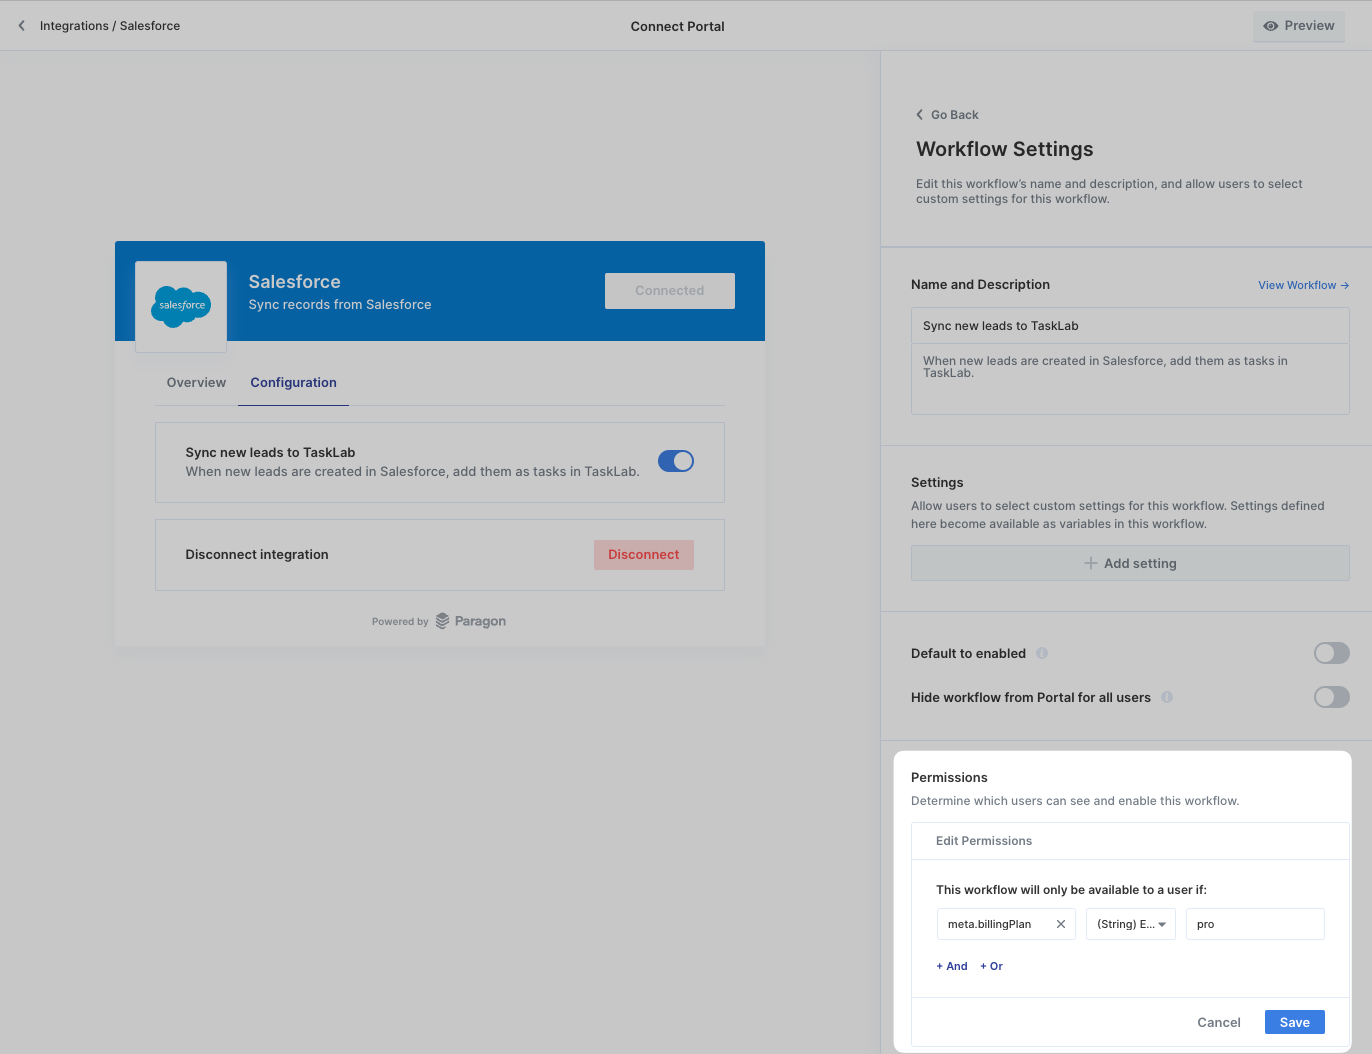 Integrations / Salesforce
Connect Portal
Preview
Go Back
Workflow Settings
Edit this workflow's name and description, and allow users to select
custom settings for this workflow.
salesforce
Salesforce
Sync records from Salesforce
Connected
Overview
Configuration
Sync new leads to TaskLab
When new leads are created in Salesforce, add them as tasks in TaskLab.
Disconnect integration
Disconnect
Powered by Paragon
Name and Description
View Workflow →
Sync new leads to TaskLab
When new leads are created in Salesforce, add them as tasks in
TaskLab.
Settings
Allow users to select custom settings for this workflow. Settings defined
here become available as variables in this workflow.
+ Add setting
Default to enabled
Hide workflow from Portal for all users
Permissions
Determine which users can see and enable this workflow.
Edit Permissions
This workflow will only be available to a user if:
meta.billingPlan
(String) E...
pro
+ And
+ Or
Cancel
Save